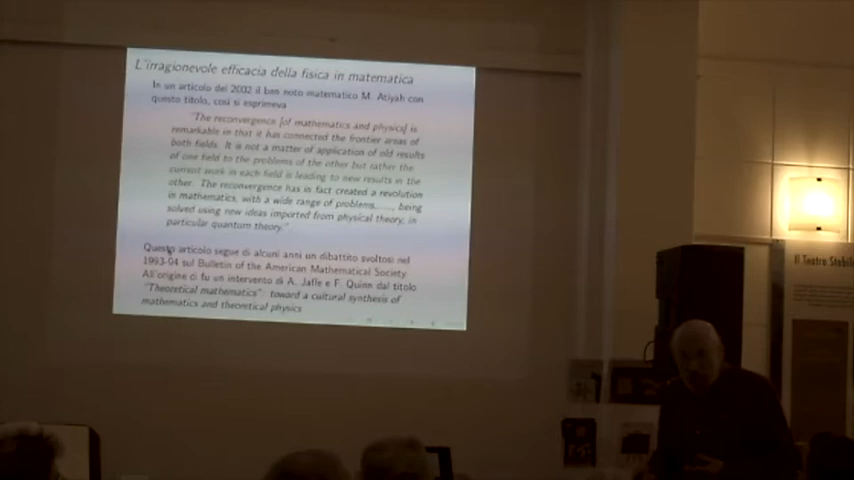 L'irragionevole efficacia della fisica in matematica
In un articolo del 2002 il ben noto matematico M. Atiyah con
questo titolo, così si esprimeva
"The reconvergence [of mathematics and physics] is
remarkable in that it has connected the frontier areas of
both fields. It is not a matter of application of old results
of one field to the problems of the other but rather the
current work in each field is leading to new results in the
other. The reconvergence has in fact created a revolution
in mathematics, with a wide range of problems....., being
solved using new ideas imported from physical theory, in
particular quantum theory."
Questo articolo segue di alcuni anni un dibattito svoltosi nel
1993-94 sul Bulletin of the American Mathematical Society
All'origine ci fu un intervento di A. Jaffe e F. Quinn dal titolo
"Theoretical mathematics": toward a cultural synthesis of
mathematics and theoretical physics
Il Teatro Stabil